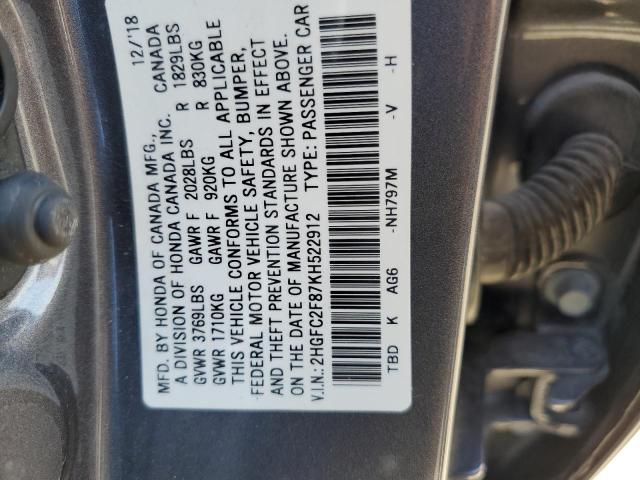 MFD. BY HONDA OF CANADA MFG., 12/'18
A DIVISION OF HONDA CANADA INC. CANADA
GVWR 3769LBS GAWR F 2028LBS R 1829LBS
GVWR 1710KG GAWR F 920KG R 830KG
THIS VEHICLE CONFORMS TO ALL APPLICABLE
FEDERAL MOTOR VEHICLE SAFETY, BUMPER,
AND THEFT PREVENTION STANDARDS IN EFFECT
ON THE DATE OF MANUFACTURE SHOWN ABOVE.
V.I.N.: 2HGFC2F87KH522912 TYPE: PASSENGER CAR
TBD K AG6 -NH797M -V -H